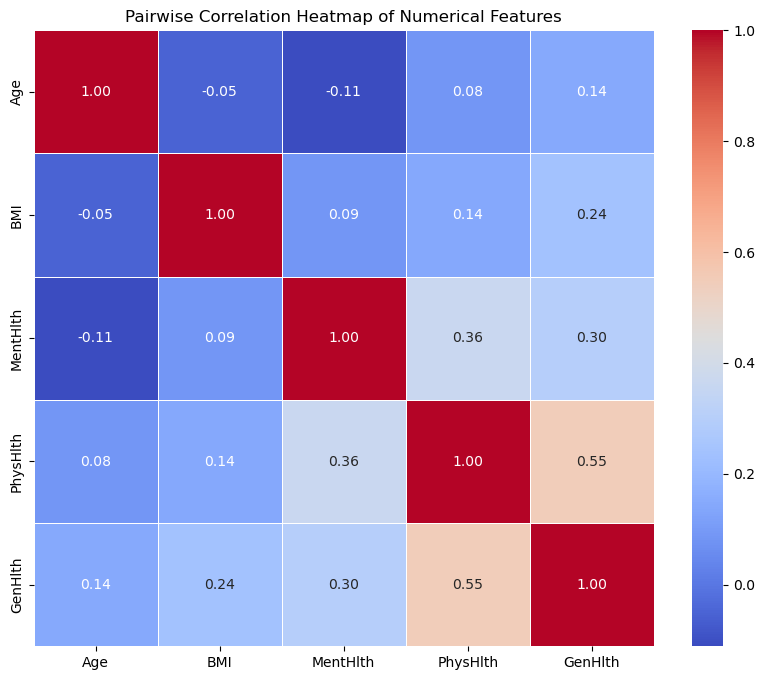 Pairwise Correlation Heatmap of Numerical Features
Age 1.00 -0.05 -0.11 0.08 0.14
BMI -0.05 1.00 0.09 0.14 0.24
MentHlth -0.11 0.09 1.00 0.36 0.30
PhysHlth 0.08 0.14 0.36 1.00 0.55
GenHlth 0.14 0.24 0.30 0.55 1.00
Age BMI MentHlth PhysHlth GenHlth
1.0
0.8
0.6
0.4
0.2
0.0